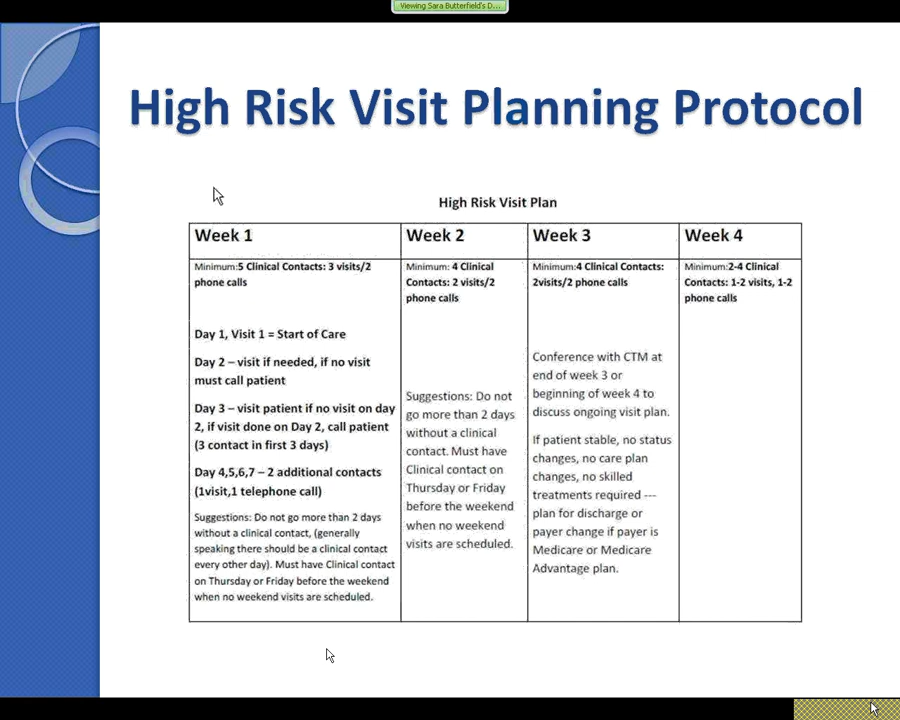 Viewing Sara Butterfield's D...
High Risk Visit Planning Protocol
High Risk Visit Plan
Week 1
Minimum:5 Clinical Contacts: 3 visits/2
phone calls
Day 1, Visit 1 = Start of Care
Day 2 – visit if needed, if no visit
must call patient
Day 3 – visit patient if no visit on day
2, if visit done on Day 2, call patient
(3 contact in first 3 days)
Day 4,5,6,7 – 2 additional contacts
(1visit,1 telephone call)
Suggestions: Do not go more than 2 days
without a clinical contact, (generally
speaking there should be a clinical contact
every other day). Must have Clinical contact
on Thursday or Friday before the weekend
when no weekend visits are scheduled.
Week 2
Minimum: 4 Clinical
Contacts: 2 visits/2
phone calls
Suggestions: Do not
go more than 2 days
without a clinical
contact. Must have
Clinical contact on
Thursday or Friday
before the weekend
when no weekend
visits are scheduled.
Week 3
Minimum:4 Clinical Contacts:
2visits/2 phone calls
Conference with CTM at
end of week 3 or
beginning of week 4 to
discuss ongoing visit plan.
If patient stable, no status
changes, no care plan
changes, no skilled
treatments required ---
plan for discharge or
payer change if payer is
Medicare or Medicare
Advantage plan.
Week 4
Minimum:2-4 Clinical
Contacts: 1-2 visits, 1-2
phone calls